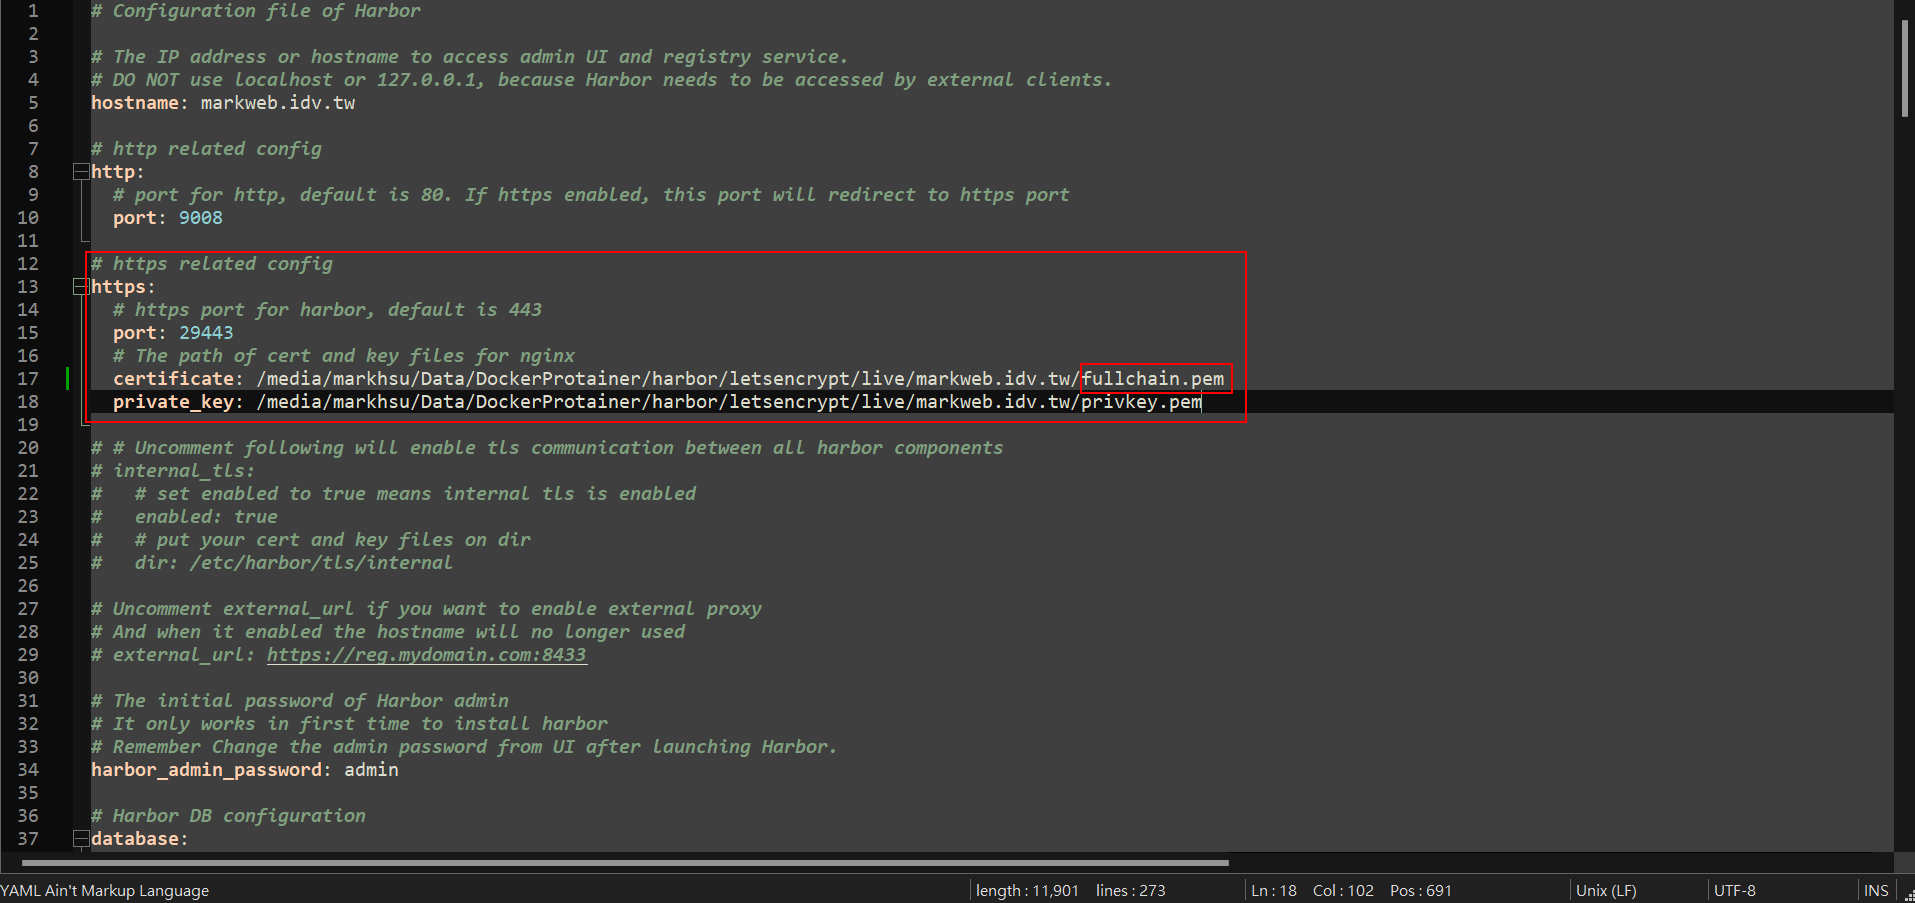 1 # Configuration file of Harbor
2
3 # The IP address or hostname to access admin UI and registry service.
4 # DO NOT use localhost or 127.0.0.1, because Harbor needs to be accessed by external clients.
5 hostname: markweb.idv.tw
6
7 # http related config
8 http:
9   # port for http, default is 80. If https enabled, this port will redirect to https port
10   port: 9008
11
12 # https related config
13 https:
14   # https port for harbor, default is 443
15   port: 29443
16   # The path of cert and key files for nginx
17   certificate: /media/markhsu/Data/DockerProtainer/harbor/letsencrypt/live/markweb.idv.tw/fullchain.pem
18   private_key: /media/markhsu/Data/DockerProtainer/harbor/letsencrypt/live/markweb.idv.tw/privkey.pem
19
20 # # Uncomment following will enable tls communication between all harbor components
21 # internal_tls:
22 #   # set enabled to true means internal tls is enabled
23 #   enabled: true
24 #   # put your cert and key files on dir
25 #   dir: /etc/harbor/tls/internal
26
27 # Uncomment external_url if you want to enable external proxy
28 # And when it enabled the hostname will no longer used
29 # external_url: https://reg.mydomain.com:8433
30
31 # The initial password of Harbor admin
32 # It only works in first time to install harbor
33 # Remember Change the admin password from UI after launching Harbor.
34 harbor_admin_password: admin
35
36 # Harbor DB configuration
37 database:
YAML Ain't Markup Language length : 11,901 lines : 273 Ln : 18 Col : 102 Pos : 691 Unix (LF) UTF-8 INS